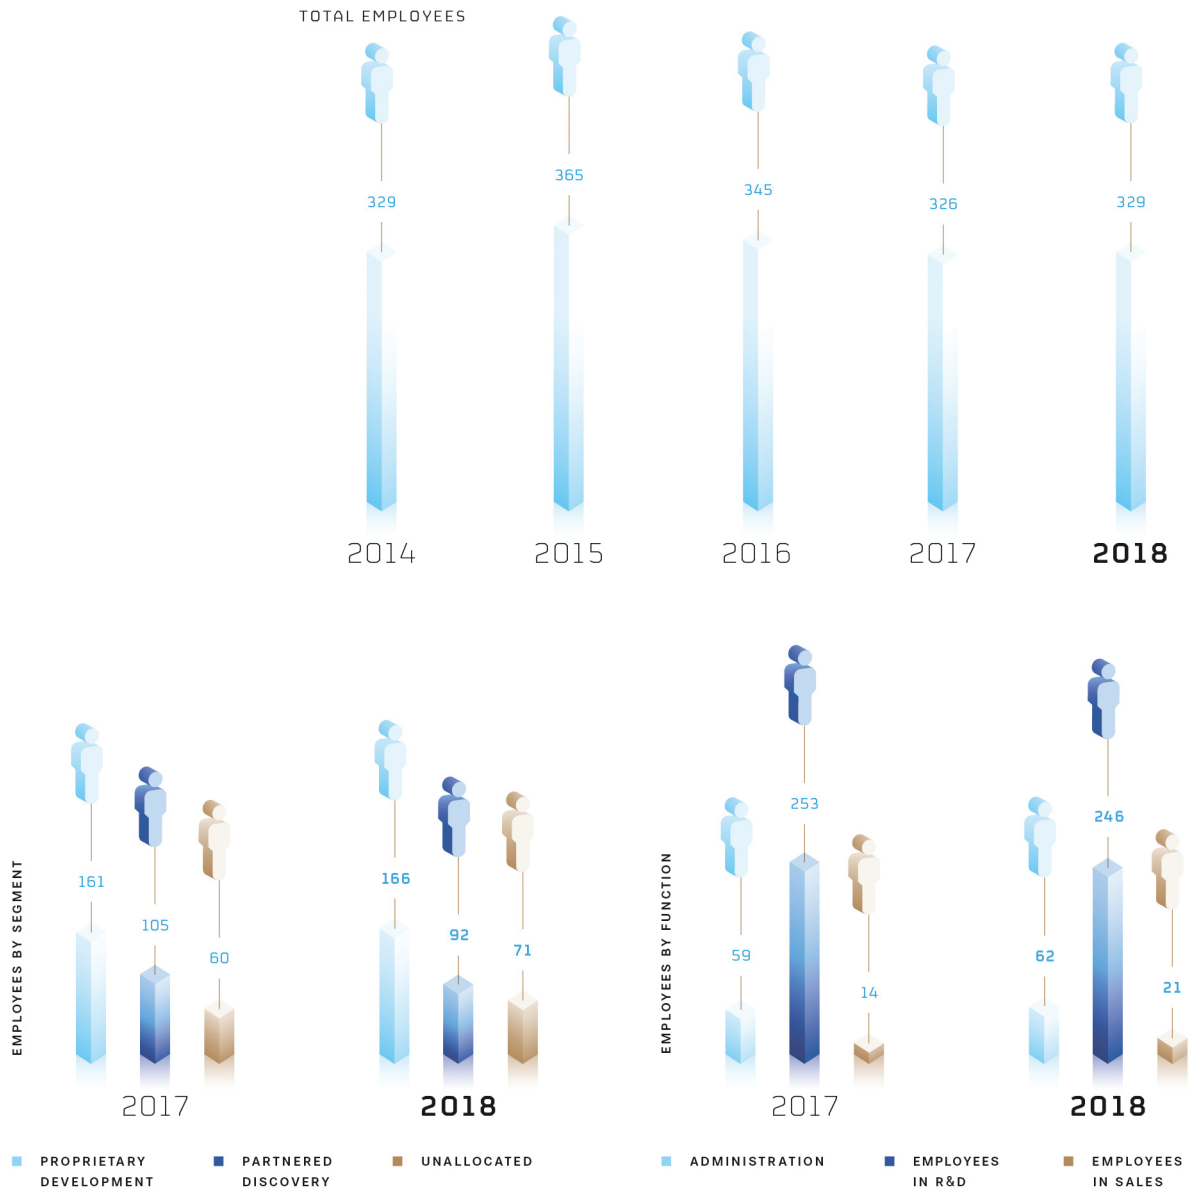 TOTAL EMPLOYEES
329
365
345
326
329
2014
2015
2016
2017
2018
EMPLOYEES BY SEGMENT
161
105
60
166
92
71
2017
2018
PROPRIETARY
DEVELOPMENT
PARTNERED
DISCOVERY
UNALLOCATED
EMPLOYEES BY FUNCTION
59
253
14
62
246
21
2017
2018
ADMINISTRATION
EMPLOYEES
IN R&D
EMPLOYEES
IN SALES